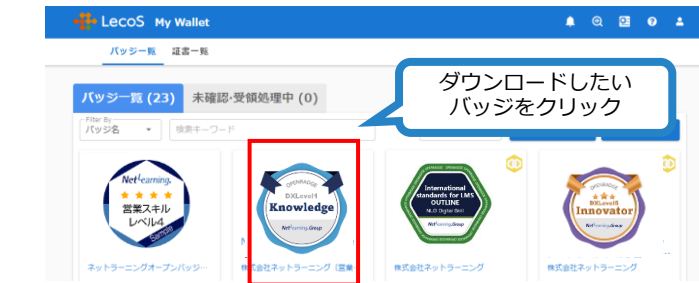 LecoS My Wallet
バッジ一覧 証書一覧
ダウンロードしたい
バッジをクリック
バッジ一覧 (23) 未確認・受領処理中 (0)
Filter By
バッジ名
検索キーワード
Net Learning.
営業スキル
レベル4
Sample
OPENBADGE
DXLevel1
Knowledge
NetLearning.Group
International
standards for LMS
OUTLINE
NLG Digital Skill
NetLearning.Group
OPENBADGE
DXLevel5
Innovator
NetLearning.Group
ネットラーニングオープンバッジ…
株式会社ネットラーニング (営業
株式会社ネットラーニング
株式会社ネットラーニング